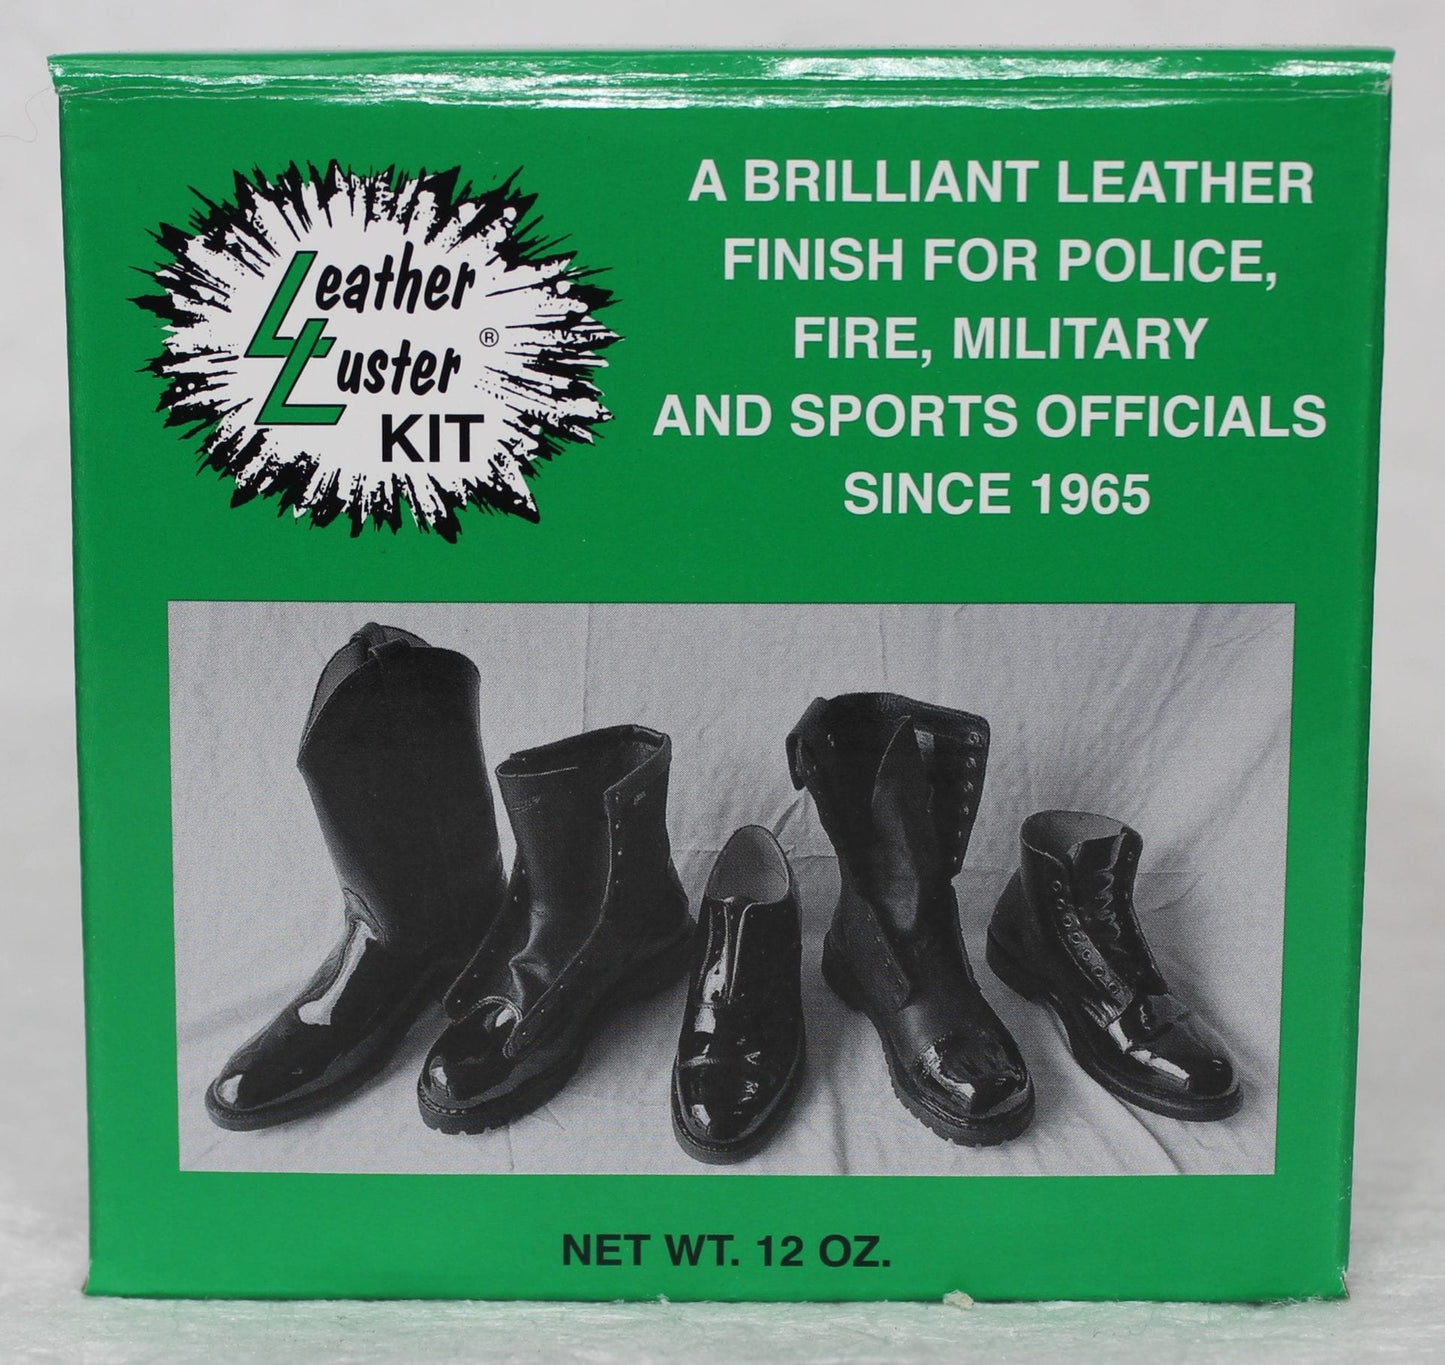 Leather
Luster ®
KIT
A BRILLIANT LEATHER
FINISH FOR POLICE,
FIRE, MILITARY
AND SPORTS OFFICIALS
SINCE 1965
NET WT. 12 OZ.